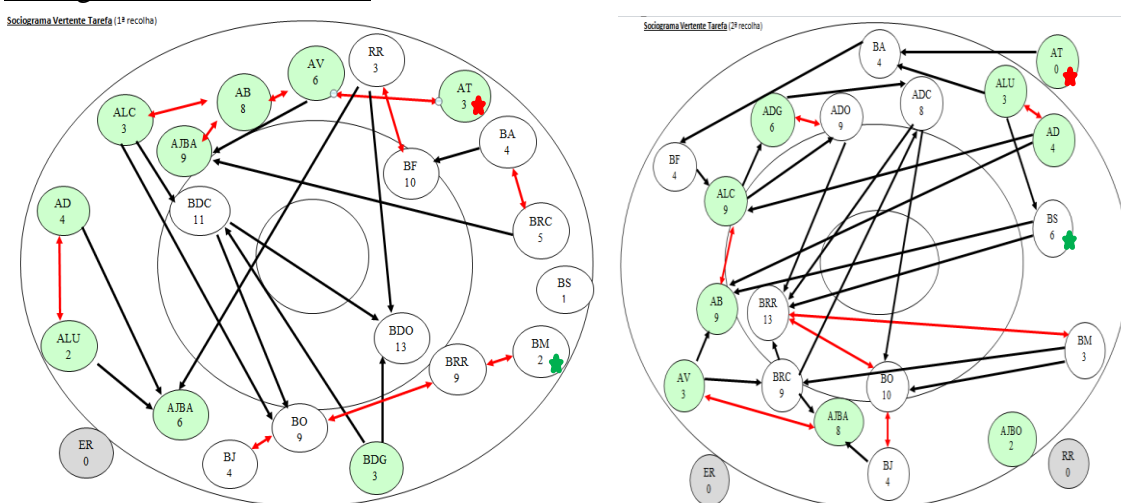 Sociograma Vertente Tarefa (1ª recolha)
RR
3
AV
6
AT
3
AB
8
ALC
3
AJBA
9
BA
4
BF
10
BDC
11
AD
4
BRC
5
BS
1
BDO
13
BM
2
BRR
9
ALU
2
AJBA
6
BO
9
ER
0
BJ
4
BDG
3
Sociograma Vertente Tarefa (2ª recolha)
BA
4
AT
0
ALU
3
ADC
8
ADG
6
ADO
9
AD
4
BF
4
ALC
9
BS
6
AB
9
BRR
13
BM
3
AV
3
BRC
9
BO
10
AJBA
8
AJBO
2
BJ
4
ER
0
RR
0